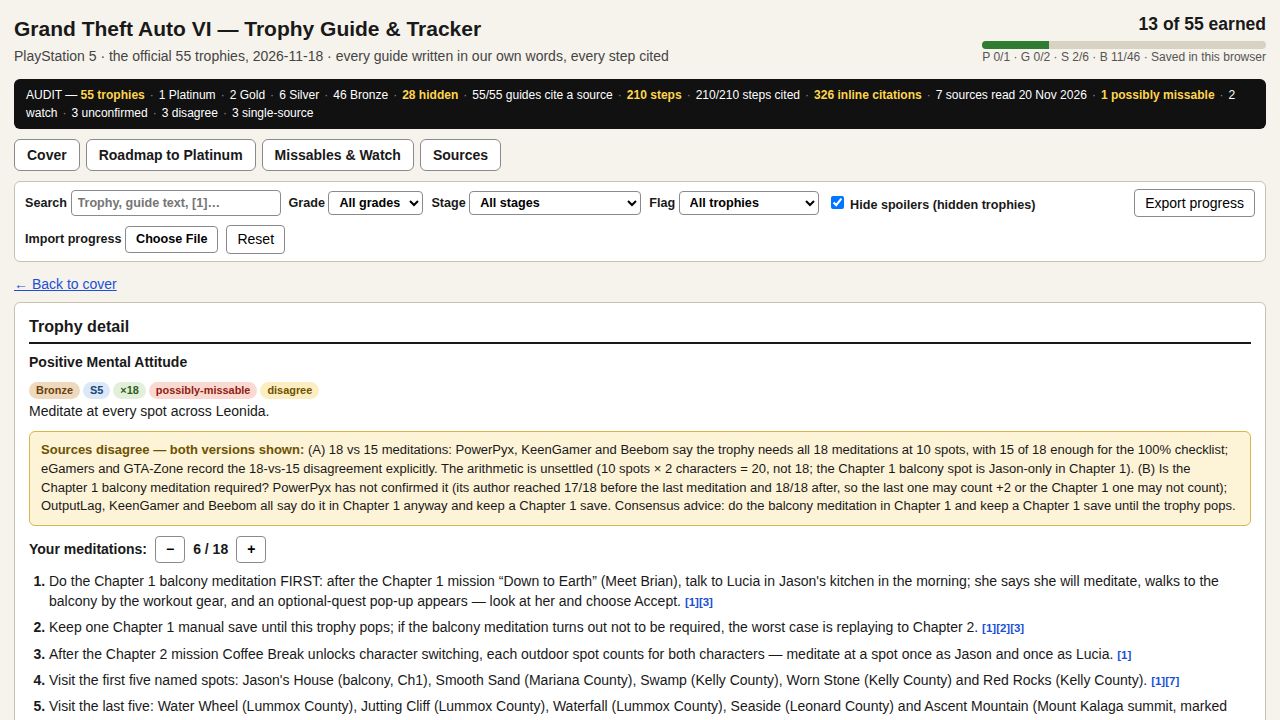 Grand Theft Auto VI — Trophy Guide & Tracker
13 of 55 earned
PlayStation 5 · the official 55 trophies, 2026-11-18 · every guide written in our own words, every step cited
P 0/1 · G 0/2 · S 2/6 · B 11/46 · Saved in this browser
AUDIT — 55 trophies · 1 Platinum · 2 Gold · 6 Silver · 46 Bronze · 28 hidden · 55/55 guides cite a source · 210 steps · 210/210 steps cited · 326 inline citations · 7 sources read 20 Nov 2026 · 1 possibly missable · 2
watch · 3 unconfirmed · 3 disagree · 3 single-source
Cover Roadmap to Platinum Missables & Watch Sources
Search Trophy, guide text, [1]… Grade All grades Stage All stages Flag All trophies Hide spoilers (hidden trophies) Export progress
Import progress Choose File Reset
← Back to cover
Trophy detail
Positive Mental Attitude
Bronze S5 ×18 possibly-missable disagree
Meditate at every spot across Leonida.
Sources disagree — both versions shown: (A) 18 vs 15 meditations: PowerPyx, KeenGamer and Beebom say the trophy needs all 18 meditations at 10 spots, with 15 of 18 enough for the 100% checklist;
eGamers and GTA-Zone record the 18-vs-15 disagreement explicitly. The arithmetic is unsettled (10 spots × 2 characters = 20, not 18; the Chapter 1 balcony spot is Jason-only in Chapter 1). (B) Is the
Chapter 1 balcony meditation required? PowerPyx has not confirmed it (its author reached 17/18 before the last meditation and 18/18 after, so the last one may count +2 or the Chapter 1 one may not count);
OutputLag, KeenGamer and Beebom all say do it in Chapter 1 anyway and keep a Chapter 1 save. Consensus advice: do the balcony meditation in Chapter 1 and keep a Chapter 1 save until the trophy pops.
Your meditations: − 6 / 18 +
1. Do the Chapter 1 balcony meditation FIRST: after the Chapter 1 mission “Down to Earth” (Meet Brian), talk to Lucia in Jason's kitchen in the morning; she says she will meditate, walks to the
balcony by the workout gear, and an optional-quest pop-up appears — look at her and choose Accept. [1][3]
2. Keep one Chapter 1 manual save until this trophy pops; if the balcony meditation turns out not to be required, the worst case is replaying to Chapter 2. [1][2][3]
3. After the Chapter 2 mission Coffee Break unlocks character switching, each outdoor spot counts for both characters — meditate at a spot once as Jason and once as Lucia. [1]
4. Visit the first five named spots: Jason's House (balcony, Ch1), Smooth Sand (Mariana County), Swamp (Kelly County), Worn Stone (Kelly County) and Red Rocks (Kelly County). [1][7]
5. Visit the last five: Water Wheel (Lummox County), Jutting Cliff (Lummox County), Waterfall (Lummox County), Seaside (Leonard County) and Ascent Mountain (Mount Kalaga summit, marked